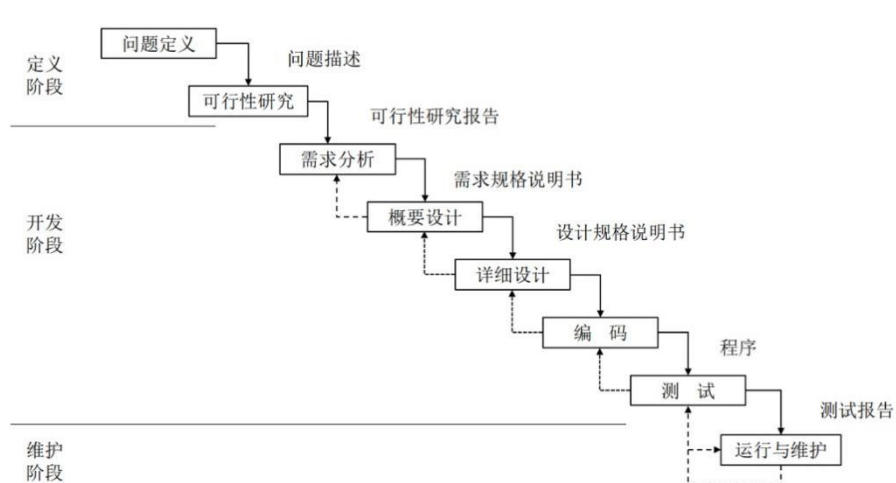 问题定义
定义
阶段
问题描述
可行性研究
可行性研究报告
需求分析
需求规格说明书
概要设计
开发
阶段
设计规格说明书
详细设计
编 码
程序
测 试
测试报告
维护
阶段
运行与维护